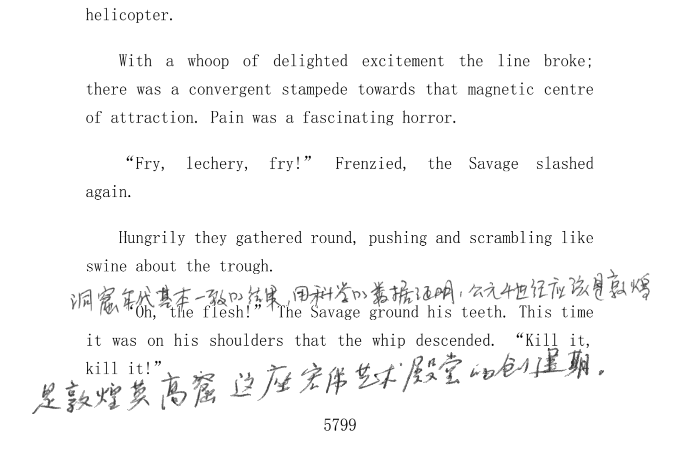 helicopter.
With a whoop of delighted excitement the line broke;
there was a convergent stampede towards that magnetic centre
of attraction. Pain was a fascinating horror.
“Fry, lechery, fry!” Frenzied, the Savage slashed
again.
Hungrily they gathered round, pushing and scrambling like
swine about the trough.
洞窟年代基本一致的结果,用科学的数据证明,公元4世纪应该是敦煌
“Oh, the flesh!” The Savage ground his teeth. This time
it was on his shoulders that the whip descended. “Kill it,
kill it!”
是敦煌莫高窟这座宏伟艺术殿堂的创建期。
5799